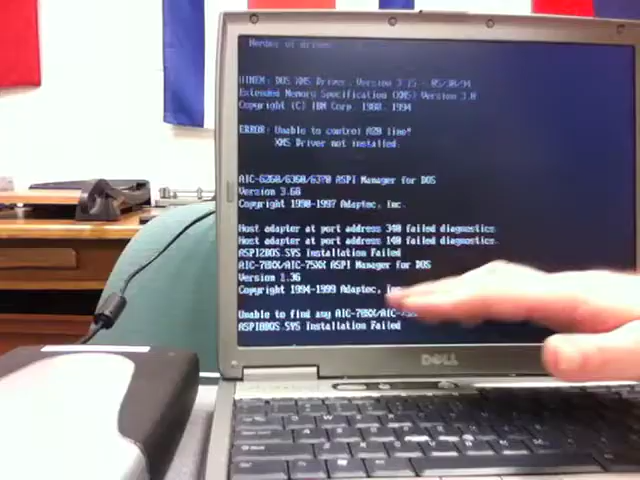 Number of drives
HIMEM: DOS XMS Driver, Version 3.15 - 05/30/94
Extended Memory Specification (XMS) Version 3.0
Copyright (C) IBM Corp. 1988 - 1994
ERROR: Unable to control A20 line!
XMS Driver not installed.
AIC-6260/6360/6370 ASPI Manager for DOS
Version 3.68
Copyright 1990-1997 Adaptec, Inc.
Host adapter at port address 340 failed diagnostics
Host adapter at port address 140 failed diagnostics
ASPI2DOS.SYS Installation Failed
AIC-78XX/AIC-75XX ASPI Manager for DOS
Version 1.36
Copyright 1994-1999 Adaptec, Inc.
Unable to find any AIC-78XX/AIC-75
ASPI8DOS.SYS Installation Failed
DELL